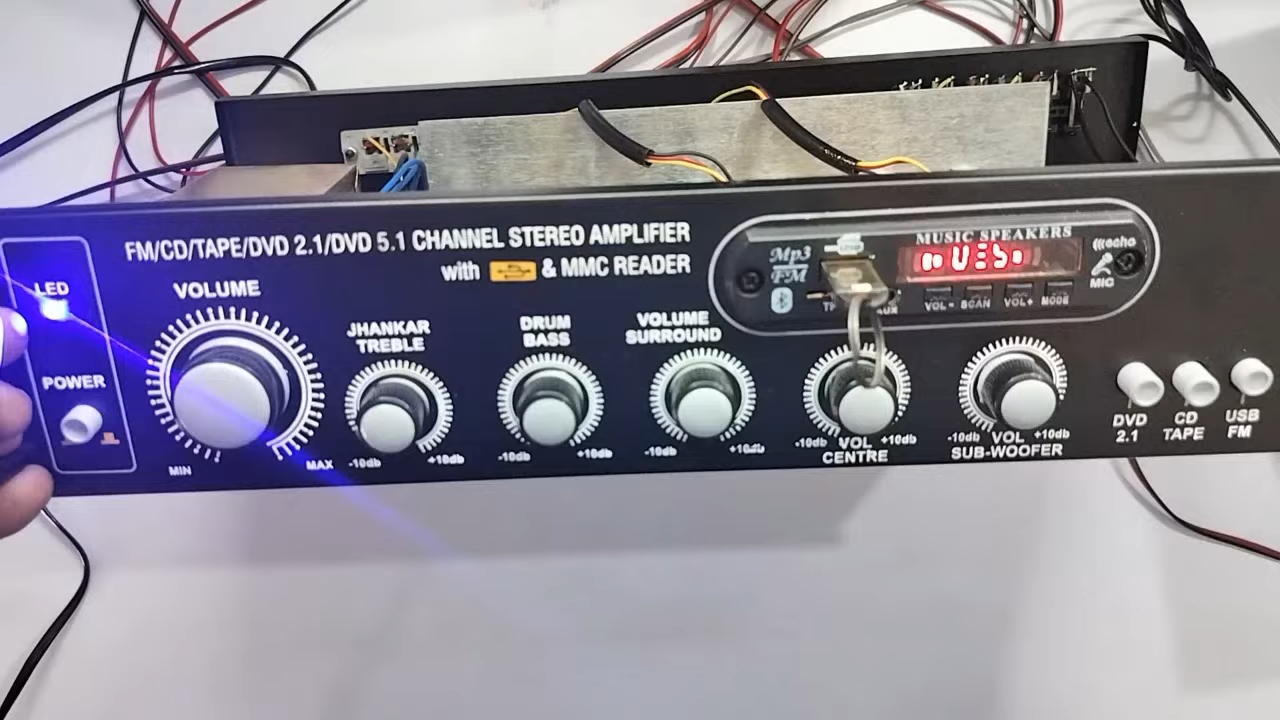 FM/CD/TAPE/DVD 2.1/DVD 5.1 CHANNEL STEREO AMPLIFIER
with & MMC READER
LED
POWER
VOLUME
MIN
MAX
JHANKAR
TREBLE
-10db +10db
DRUM
BASS
-10db +10db
VOLUME
SURROUND
-10db +10db
-10db VOL +10db
CENTRE
-10db VOL +10db
SUB-WOOFER
MUSIC SPEAKERS
Mp3
FM
echo
MIC
VOL- SCAN VOL+ MODE
DVD
2.1
CD
TAPE
USB
FM